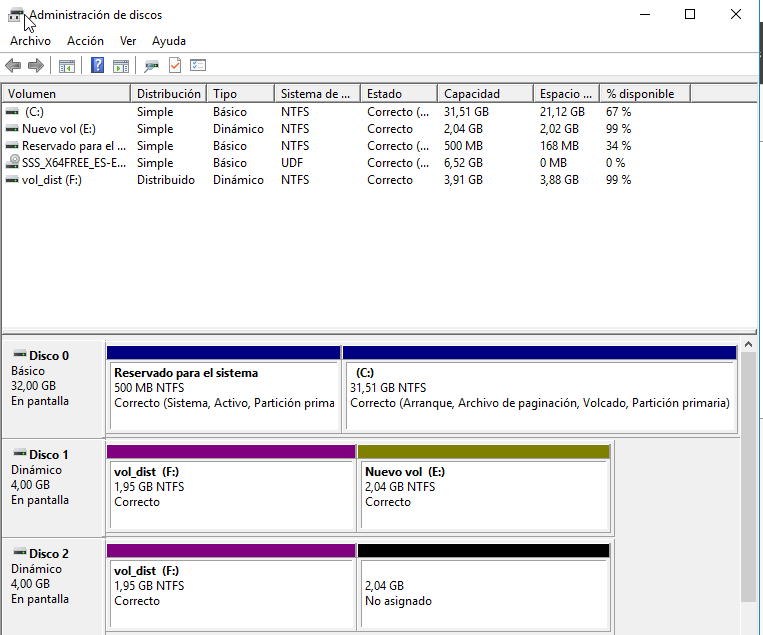 Administración de discos
Archivo Acción Ver Ayuda
Volumen Distribución Tipo Sistema de ... Estado Capacidad Espacio ... % disponible
(C:) Simple Básico NTFS Correcto (... 31,51 GB 21,12 GB 67 %
Nuevo vol (E:) Simple Dinámico NTFS Correcto 2,04 GB 2,02 GB 99 %
Reservado para el ... Simple Básico NTFS Correcto (... 500 MB 168 MB 34 %
SSS_X64FREE_ES-E... Simple Básico UDF Correcto (... 6,52 GB 0 MB 0 %
vol_dist (F:) Distribuido Dinámico NTFS Correcto 3,91 GB 3,88 GB 99 %
Disco 0
Básico
32,00 GB
En pantalla
Reservado para el sistema
500 MB NTFS
Correcto (Sistema, Activo, Partición prima
(C:)
31,51 GB NTFS
Correcto (Arranque, Archivo de paginación, Volcado, Partición primaria)
Disco 1
Dinámico
4,00 GB
En pantalla
vol_dist (F:)
1,95 GB NTFS
Correcto
Nuevo vol (E:)
2,04 GB NTFS
Correcto
Disco 2
Dinámico
4,00 GB
En pantalla
vol_dist (F:)
1,95 GB NTFS
Correcto
2,04 GB
No asignado